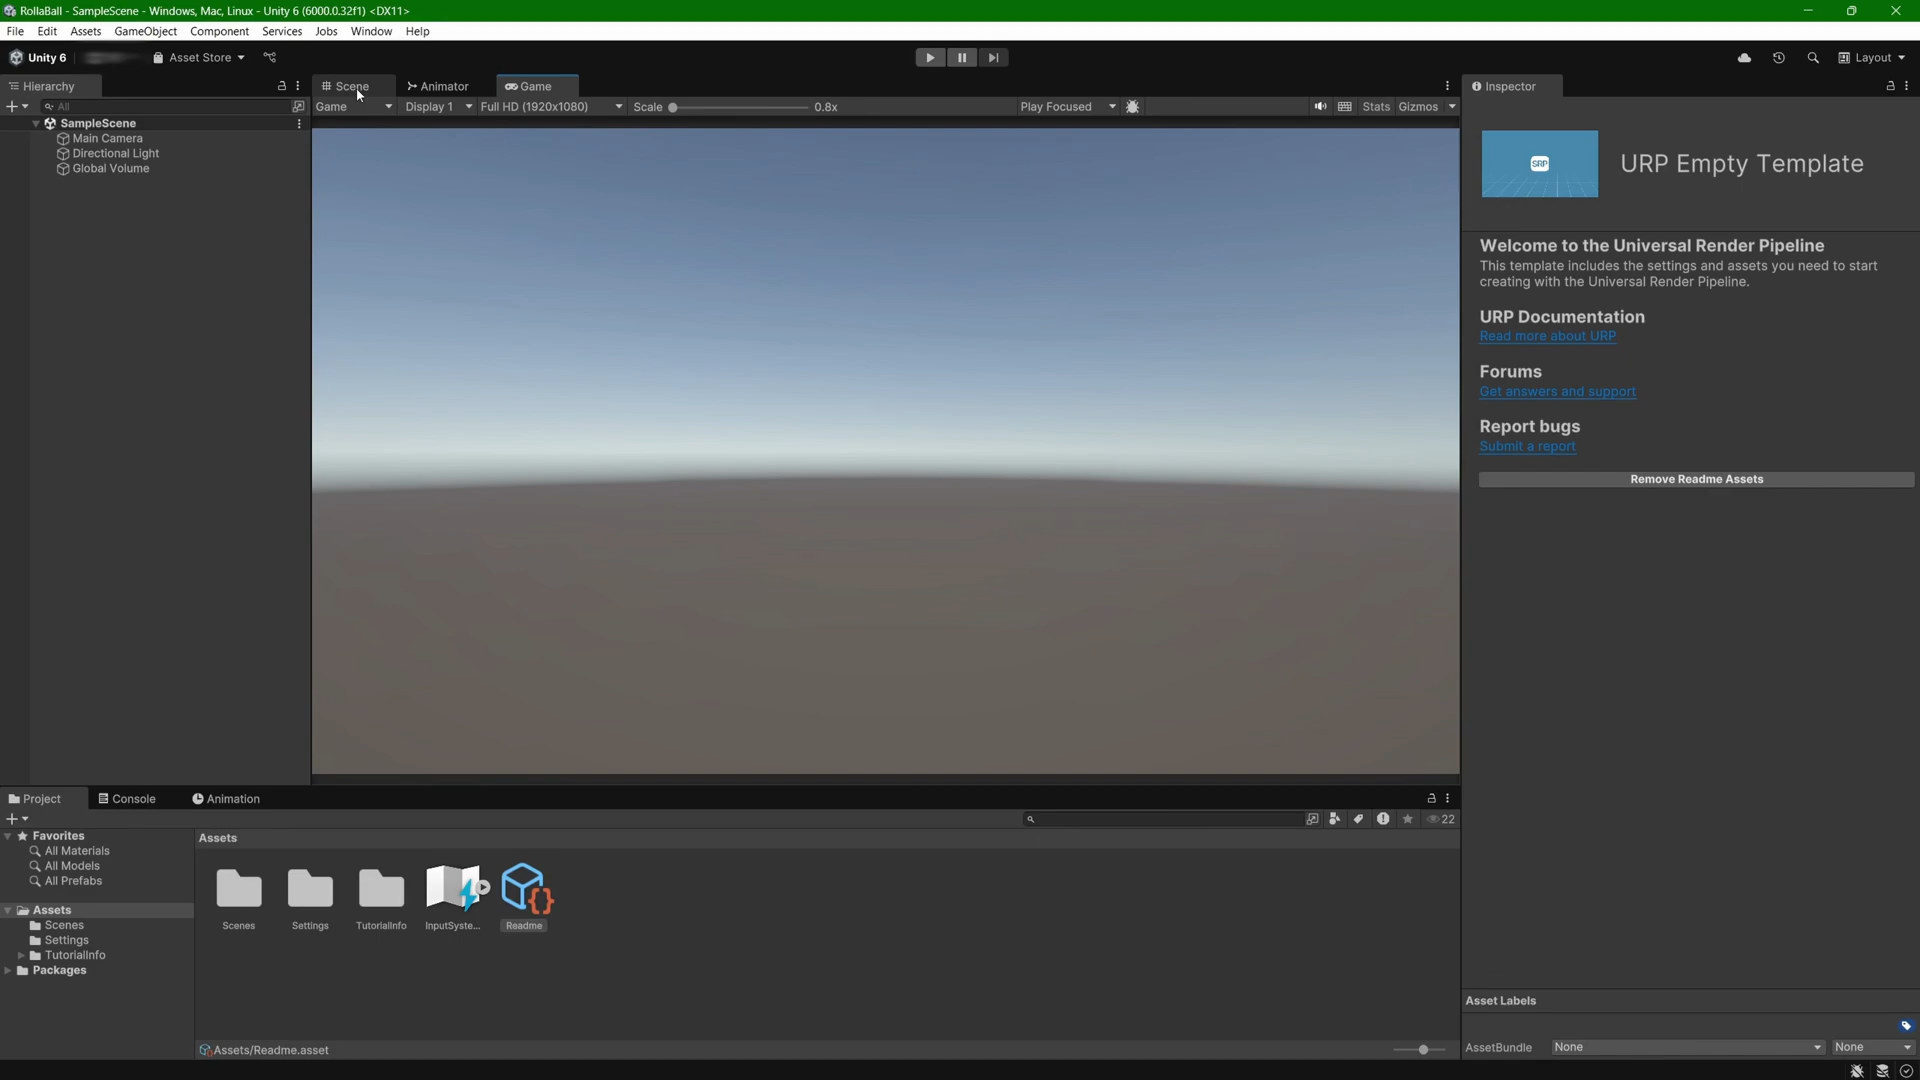 RollaBall - SampleScene - Windows, Mac, Linux - Unity 6 (6000.0.32f1) <DX11>
File Edit Assets GameObject Component Services Jobs Window Help
Unity 6 Asset Store Layout
Hierarchy Scene Animator Game Inspector
All Game Display 1 Full HD (1920x1080) Scale 0.8x Play Focused Stats Gizmos
SampleScene
Main Camera
Directional Light
Global Volume
SRP
URP Empty Template
Welcome to the Universal Render Pipeline
This template includes the settings and assets you need to start
creating with the Universal Render Pipeline.
URP Documentation
Read more about URP
Forums
Get answers and support
Report bugs
Submit a report
Remove Readme Assets
Project Console Animation
22
Favorites
All Materials
All Models
All Prefabs
Assets
Scenes
Settings
TutorialInfo
Packages
Assets
Scenes Settings TutorialInfo InputSyste... Readme
Assets/Readme.asset
Asset Labels
AssetBundle None None